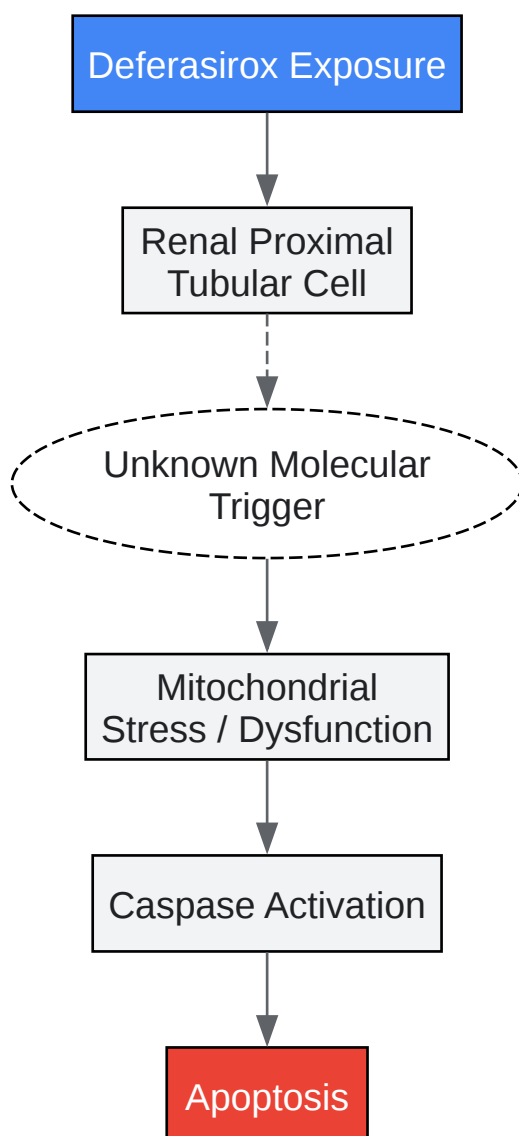 Deferasirox Exposure
Renal Proximal
Tubular Cell
Unknown Molecular
Trigger
Mitochondrial
Stress / Dysfunction
Caspase Activation
Apoptosis